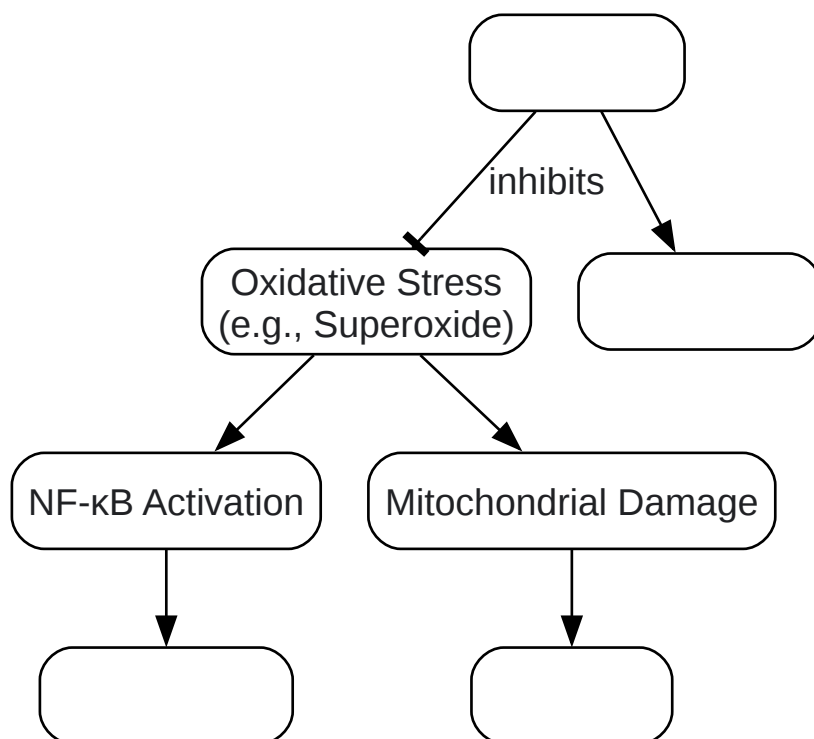 inhibits
Oxidative Stress
(e.g., Superoxide)
NF-κB Activation
Mitochondrial Damage